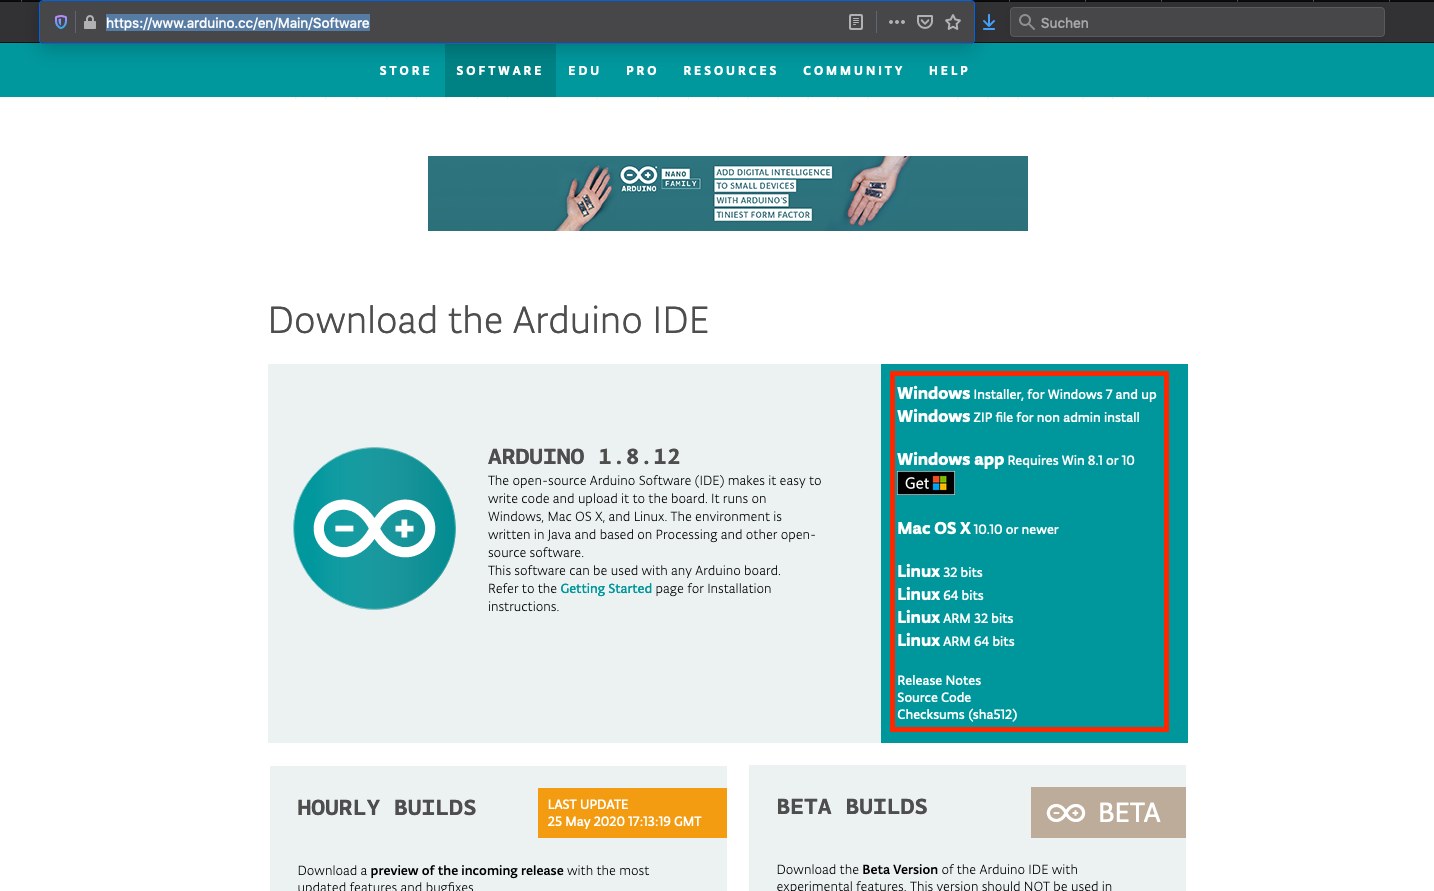 https://www.arduino.cc/en/Main/Software
Suchen
STORE SOFTWARE EDU PRO RESOURCES COMMUNITY HELP
ARDUINO
NANO
FAMILY
ADD DIGITAL INTELLIGENCE
TO SMALL DEVICES
WITH ARDUINO'S
TINIEST FORM FACTOR
Download the Arduino IDE
ARDUINO 1.8.12
The open-source Arduino Software (IDE) makes it easy to
write code and upload it to the board. It runs on
Windows, Mac OS X, and Linux. The environment is
written in Java and based on Processing and other open-
source software.
This software can be used with any Arduino board.
Refer to the Getting Started page for Installation
instructions.
Windows Installer, for Windows 7 and up
Windows ZIP file for non admin install
Windows app Requires Win 8.1 or 10
Get
Mac OS X 10.10 or newer
Linux 32 bits
Linux 64 bits
Linux ARM 32 bits
Linux ARM 64 bits
Release Notes
Source Code
Checksums (sha512)
HOURLY BUILDS
LAST UPDATE
25 May 2020 17:13:19 GMT
Download a preview of the incoming release with the most
updated features and bugfixes
BETA BUILDS
BETA
Download the Beta Version of the Arduino IDE with
experimental features. This version should NOT be used in